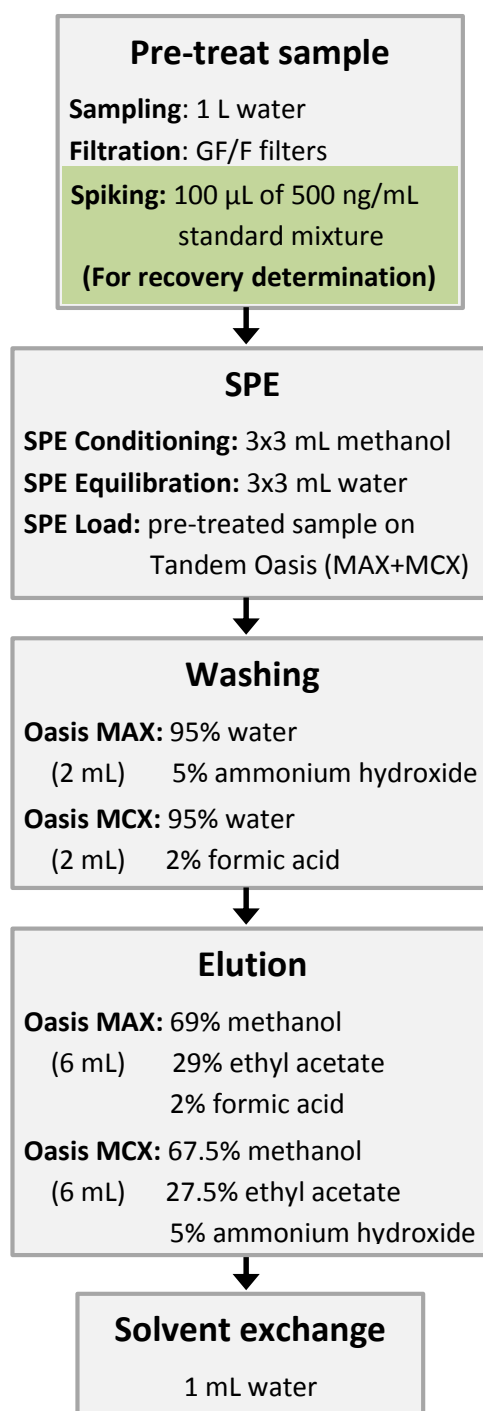 Pre-treat sample
Sampling: 1 L water
Filtration: GF/F filters
Spiking: 100 µL of 500 ng/mL
standard mixture
(For recovery determination)
SPE
SPE Conditioning: 3x3 mL methanol
SPE Equilibration: 3x3 mL water
SPE Load: pre-treated sample on
Tandem Oasis (MAX+MCX)
Washing
Oasis MAX: 95% water
(2 mL) 5% ammonium hydroxide
Oasis MCX: 95% water
(2 mL) 2% formic acid
Elution
Oasis MAX: 69% methanol
(6 mL) 29% ethyl acetate
2% formic acid
Oasis MCX: 67.5% methanol
(6 mL) 27.5% ethyl acetate
5% ammonium hydroxide
Solvent exchange
1 mL water